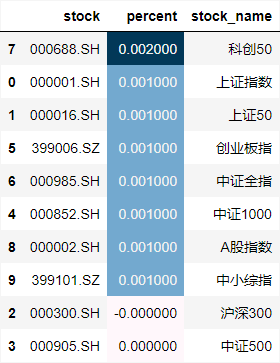 stock percent stock_name
7 000688.SH 0.002000 科创50
0 000001.SH 0.001000 上证指数
1 000016.SH 0.001000 上证50
5 399006.SZ 0.001000 创业板指
6 000985.SH 0.001000 中证全指
4 000852.SH 0.001000 中证1000
8 000002.SH 0.001000 A股指数
9 399101.SZ 0.001000 中小综指
2 000300.SH -0.000000 沪深300
3 000905.SH 0.000000 中证500